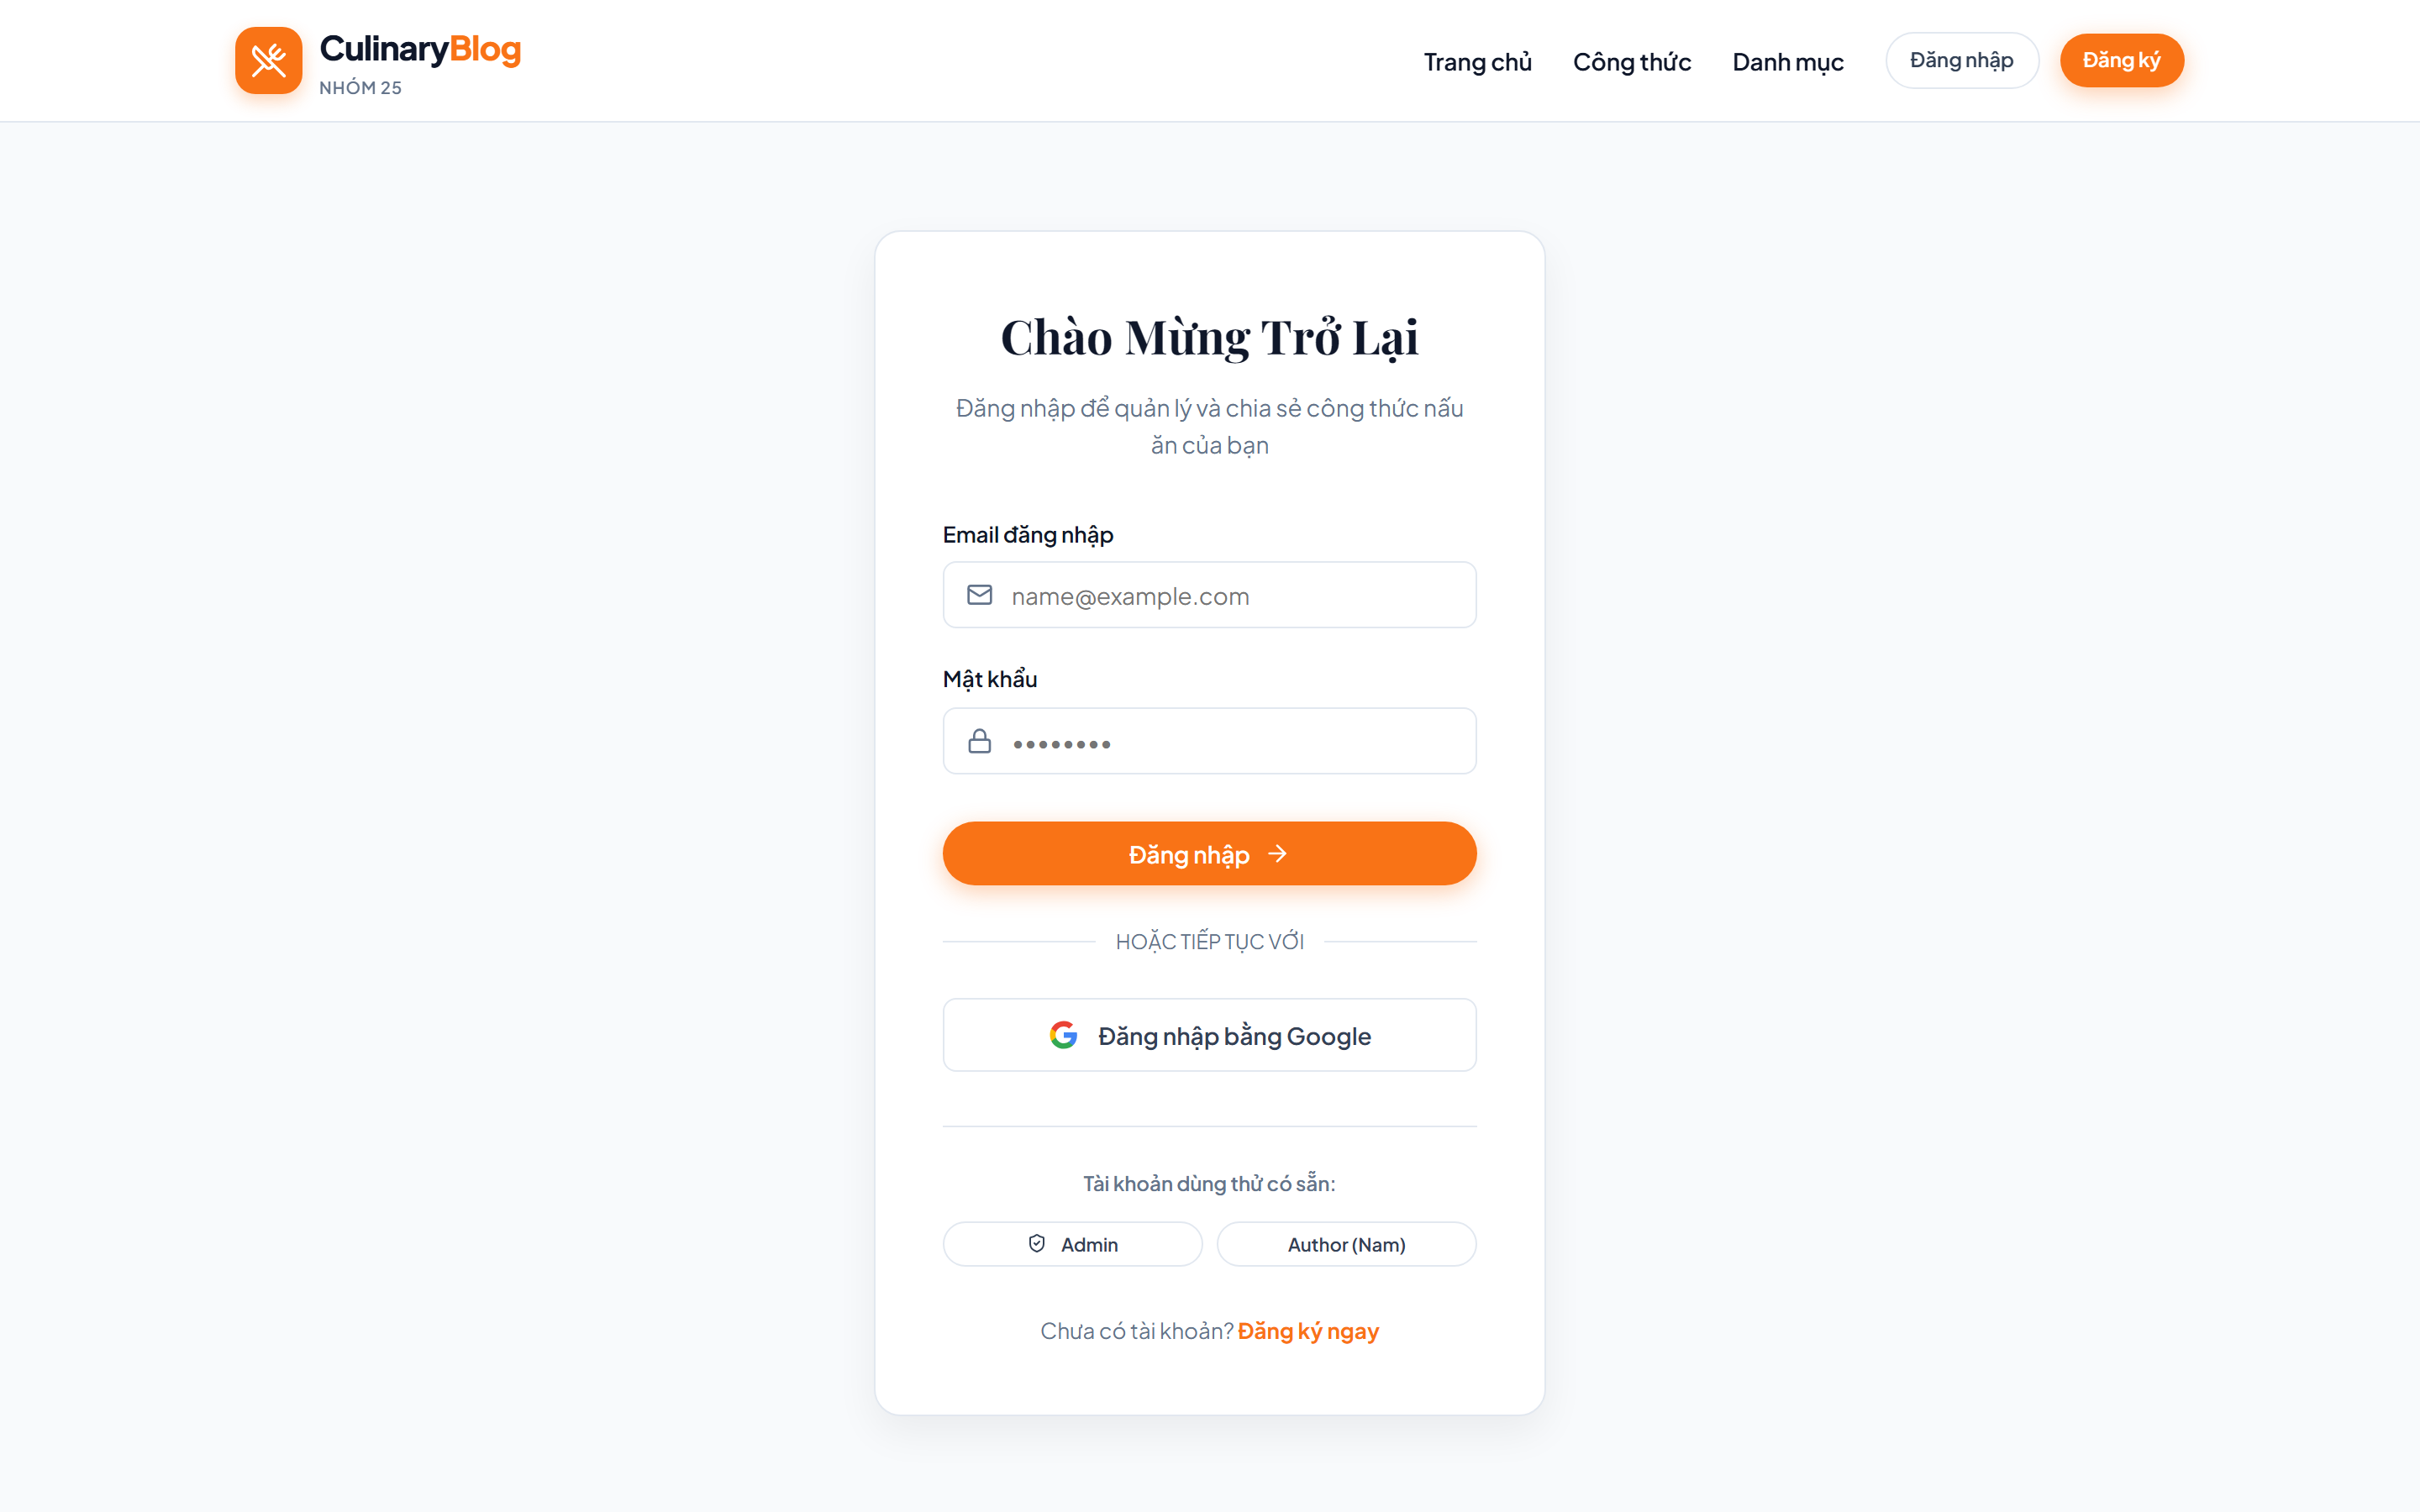 CulinaryBlog
NHÓM 25
Trang chủ
Công thức
Danh mục
Đăng nhập
Đăng ký
Chào Mừng Trở Lại
Đăng nhập để quản lý và chia sẻ công thức nấu
ăn của bạn
Email đăng nhập
name@example.com
Mật khẩu
••••••••
Đăng nhập
HOẶC TIẾP TỤC VỚI
Đăng nhập bằng Google
Tài khoản dùng thử có sẵn:
Admin
Author (Nam)
Chưa có tài khoản? Đăng ký ngay